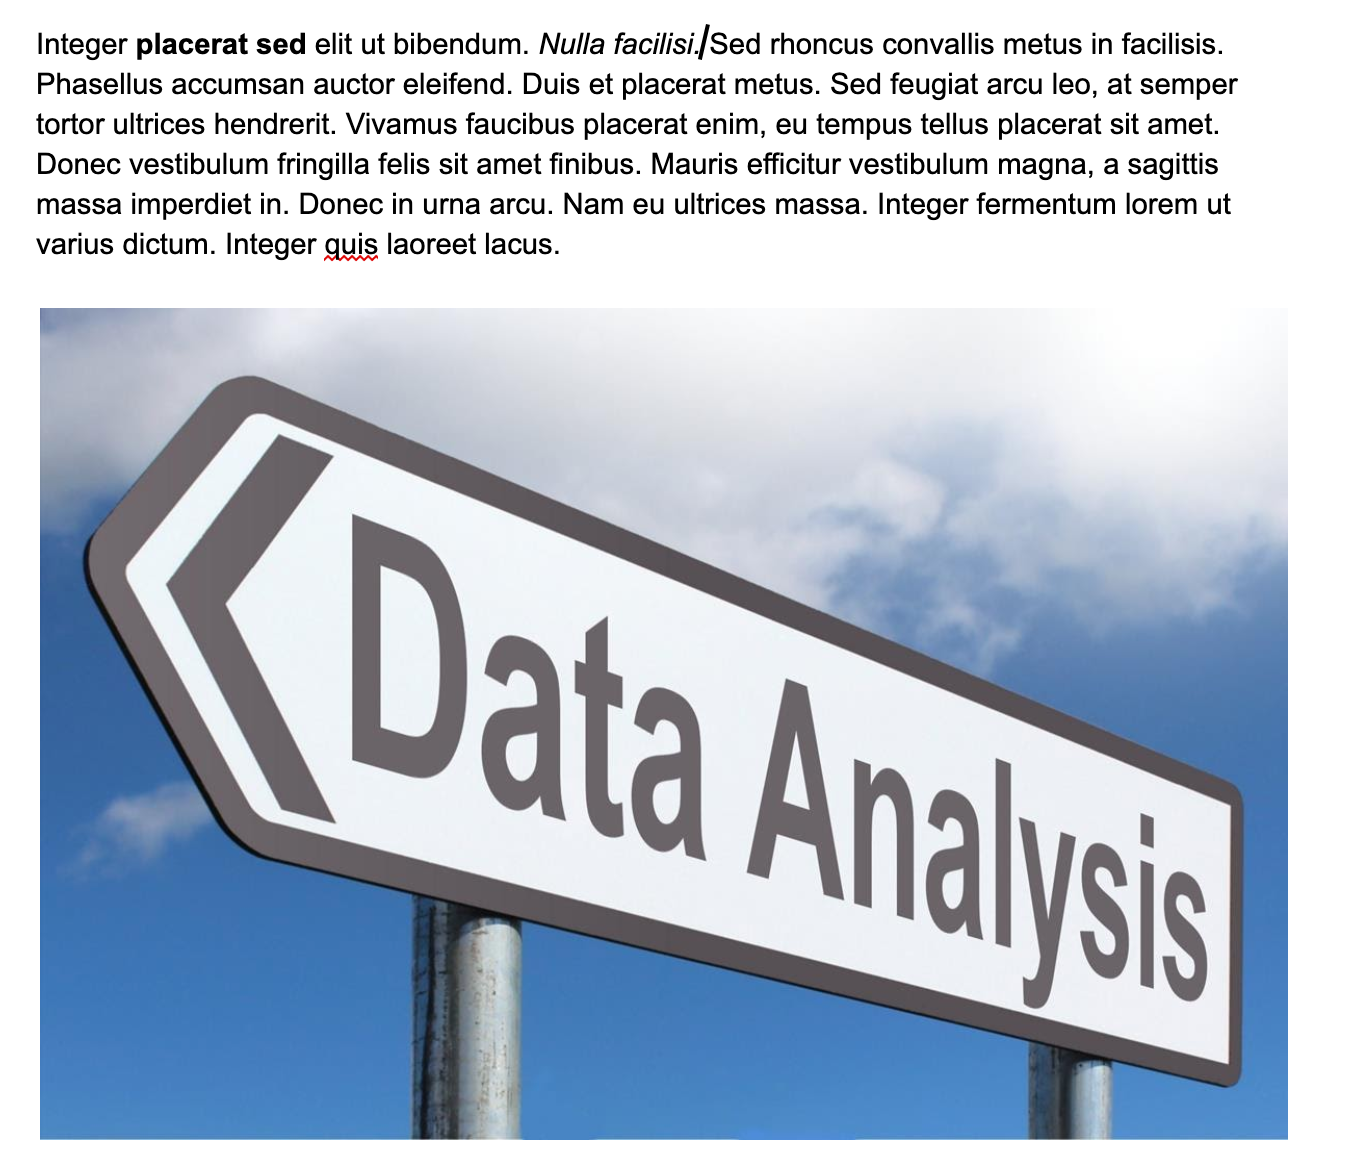 Integer placerat sed elit ut bibendum. Nulla facilisi. Sed rhoncus convallis metus in facilisis.
Phasellus accumsan auctor eleifend. Duis et placerat metus. Sed feugiat arcu leo, at semper
tortor ultrices hendrerit. Vivamus faucibus placerat enim, eu tempus tellus placerat sit amet.
Donec vestibulum fringilla felis sit amet finibus. Mauris efficitur vestibulum magna, a sagittis
massa imperdiet in. Donec in urna arcu. Nam eu ultrices massa. Integer fermentum lorem ut
varius dictum. Integer quis laoreet lacus.
Data Analysis